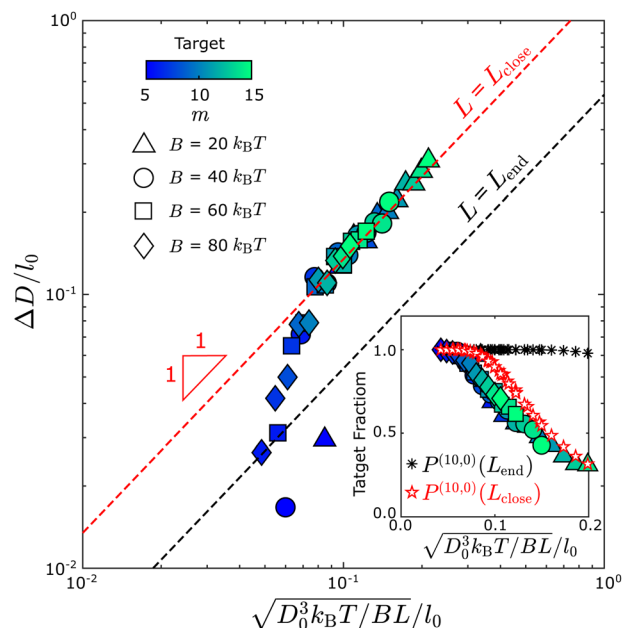 10⁰
Target
5 15
m
B = 20 k_BT
B = 40 k_BT
B = 60 k_BT
B = 80 k_BT
L = L_close
L = L_end
ΔD/l₀
10⁻¹
1
1
10⁻²
10⁻² 10⁻¹ 10⁰
√D₀³k_BT/BL/l₀
Tatget Fraction
1.0
0.5
0.0
P⁽¹⁰,⁰⁾(L_end)
P⁽¹⁰,⁰⁾(L_close)
0.0 0.1 0.2
√D₀³k_BT/BL/l₀